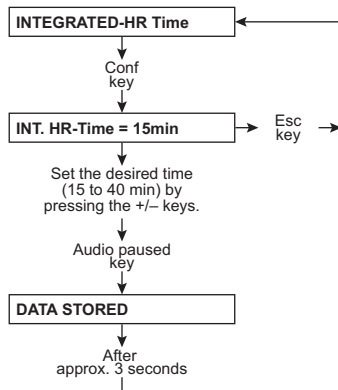 INTEGRATED-HR Time
Conf
key
INT. HR-Time = 15min
Esc
key
Set the desired time
(15 to 40 min) by
pressing the +/– keys.
Audio paused
key
DATA STORED
After
approx. 3 seconds